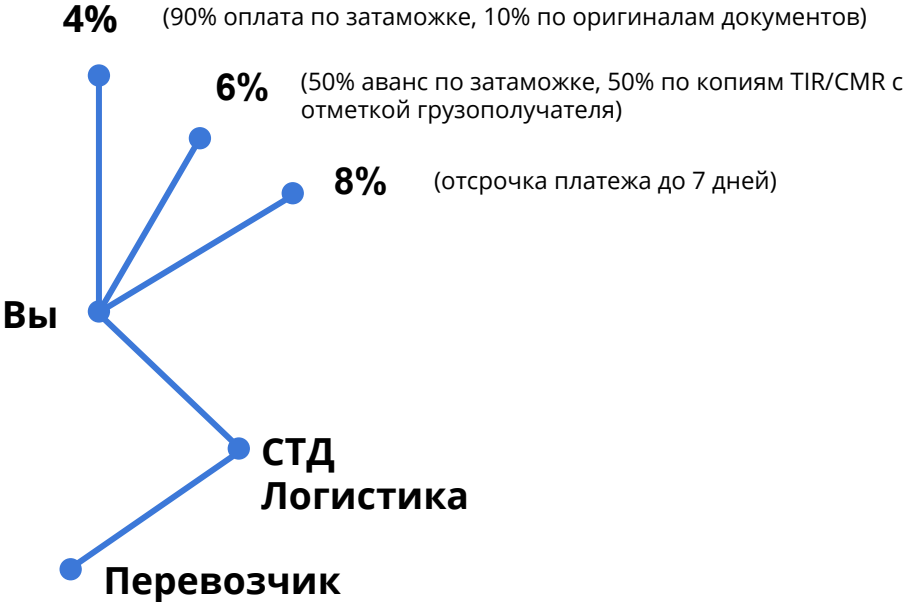 4% (90% оплата по затаможке, 10% по оригиналам документов)
6% (50% аванс по затаможке, 50% по копиям TIR/CMR с
отметкой грузополучателя)
8% (отсрочка платежа до 7 дней)
Вы
СТД
Логистика
Перевозчик